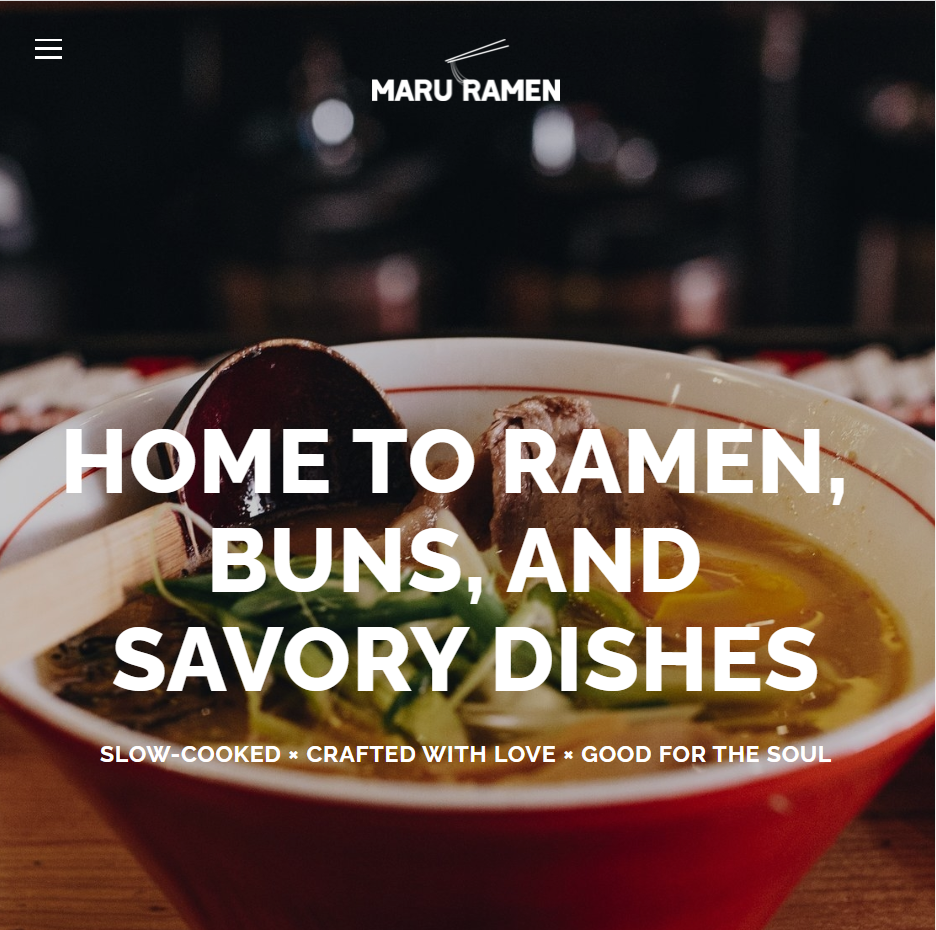 MARU RAMEN
HOME TO RAMEN,
BUNS, AND
SAVORY DISHES
SLOW-COOKED × CRAFTED WITH LOVE × GOOD FOR THE SOUL